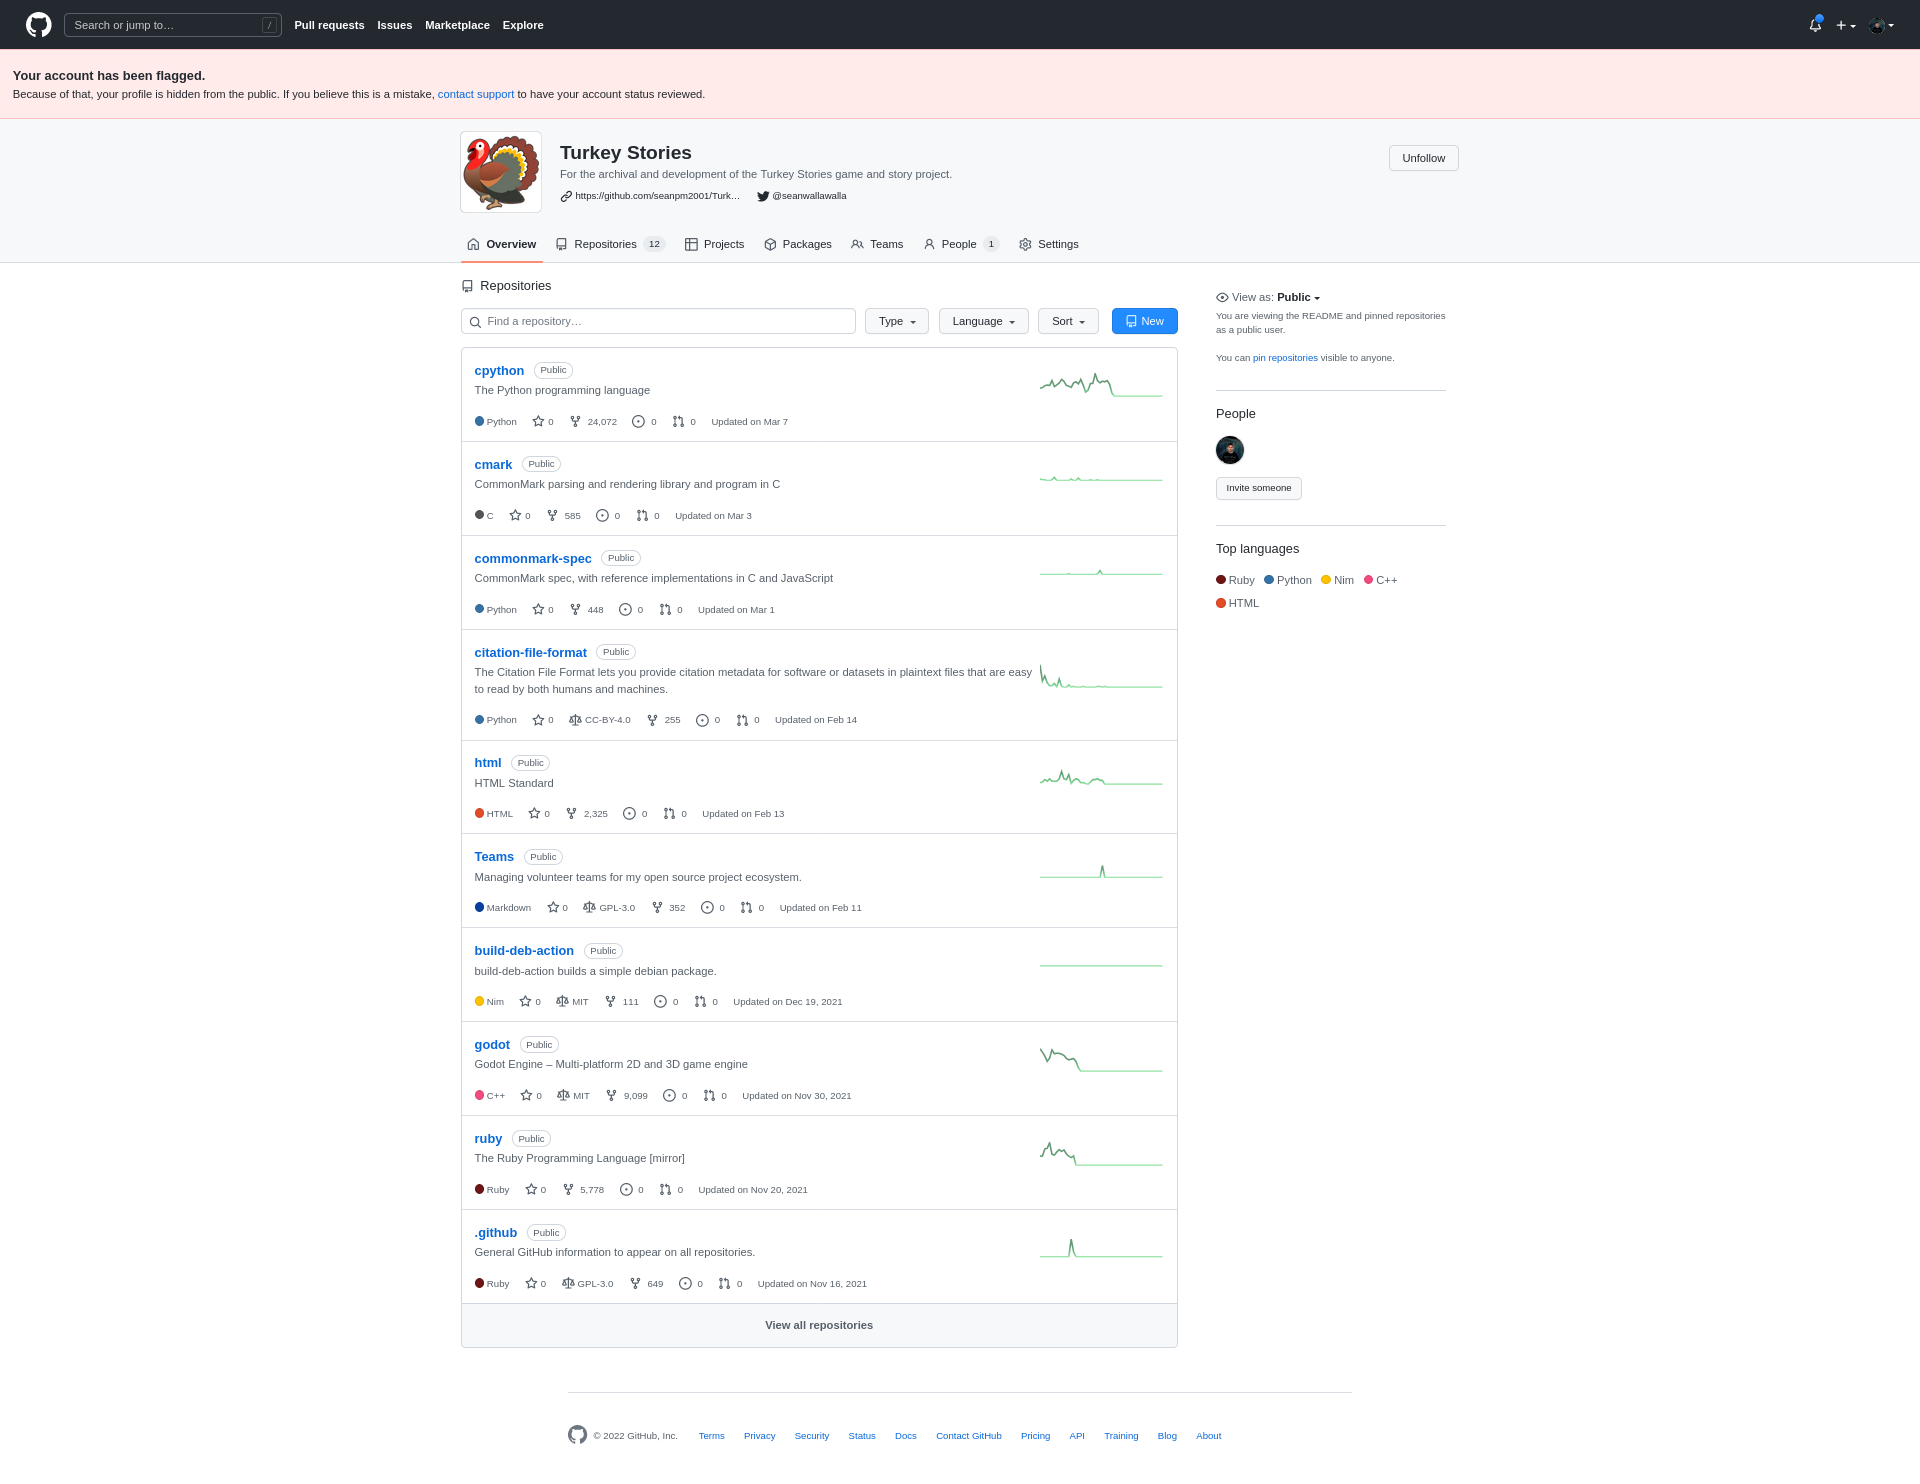 Search or jump to… /
Pull requests Issues Marketplace Explore
Your account has been flagged.
Because of that, your profile is hidden from the public. If you believe this is a mistake, contact support to have your account status reviewed.
Turkey Stories
Unfollow
For the archival and development of the Turkey Stories game and story project.
https://github.com/seanpm2001/Turk… @seanwallawalla
Overview Repositories 12 Projects Packages Teams People 1 Settings
Repositories
Find a repository… Type Language Sort New
cpython Public
The Python programming language
Python 0 24,072 0 0 Updated on Mar 7
cmark Public
CommonMark parsing and rendering library and program in C
C 0 585 0 0 Updated on Mar 3
commonmark-spec Public
CommonMark spec, with reference implementations in C and JavaScript
Python 0 448 0 0 Updated on Mar 1
citation-file-format Public
The Citation File Format lets you provide citation metadata for software or datasets in plaintext files that are easy
to read by both humans and machines.
Python 0 CC-BY-4.0 255 0 0 Updated on Feb 14
html Public
HTML Standard
HTML 0 2,325 0 0 Updated on Feb 13
Teams Public
Managing volunteer teams for my open source project ecosystem.
Markdown 0 GPL-3.0 352 0 0 Updated on Feb 11
build-deb-action Public
build-deb-action builds a simple debian package.
Nim 0 MIT 111 0 0 Updated on Dec 19, 2021
godot Public
Godot Engine – Multi-platform 2D and 3D game engine
C++ 0 MIT 9,099 0 0 Updated on Nov 30, 2021
ruby Public
The Ruby Programming Language [mirror]
Ruby 0 5,778 0 0 Updated on Nov 20, 2021
.github Public
General GitHub information to appear on all repositories.
Ruby 0 GPL-3.0 649 0 0 Updated on Nov 16, 2021
View all repositories
View as: Public
You are viewing the README and pinned repositories
as a public user.
You can pin repositories visible to anyone.
People
Invite someone
Top languages
Ruby Python Nim C++
HTML
© 2022 GitHub, Inc. Terms Privacy Security Status Docs Contact GitHub Pricing API Training Blog About